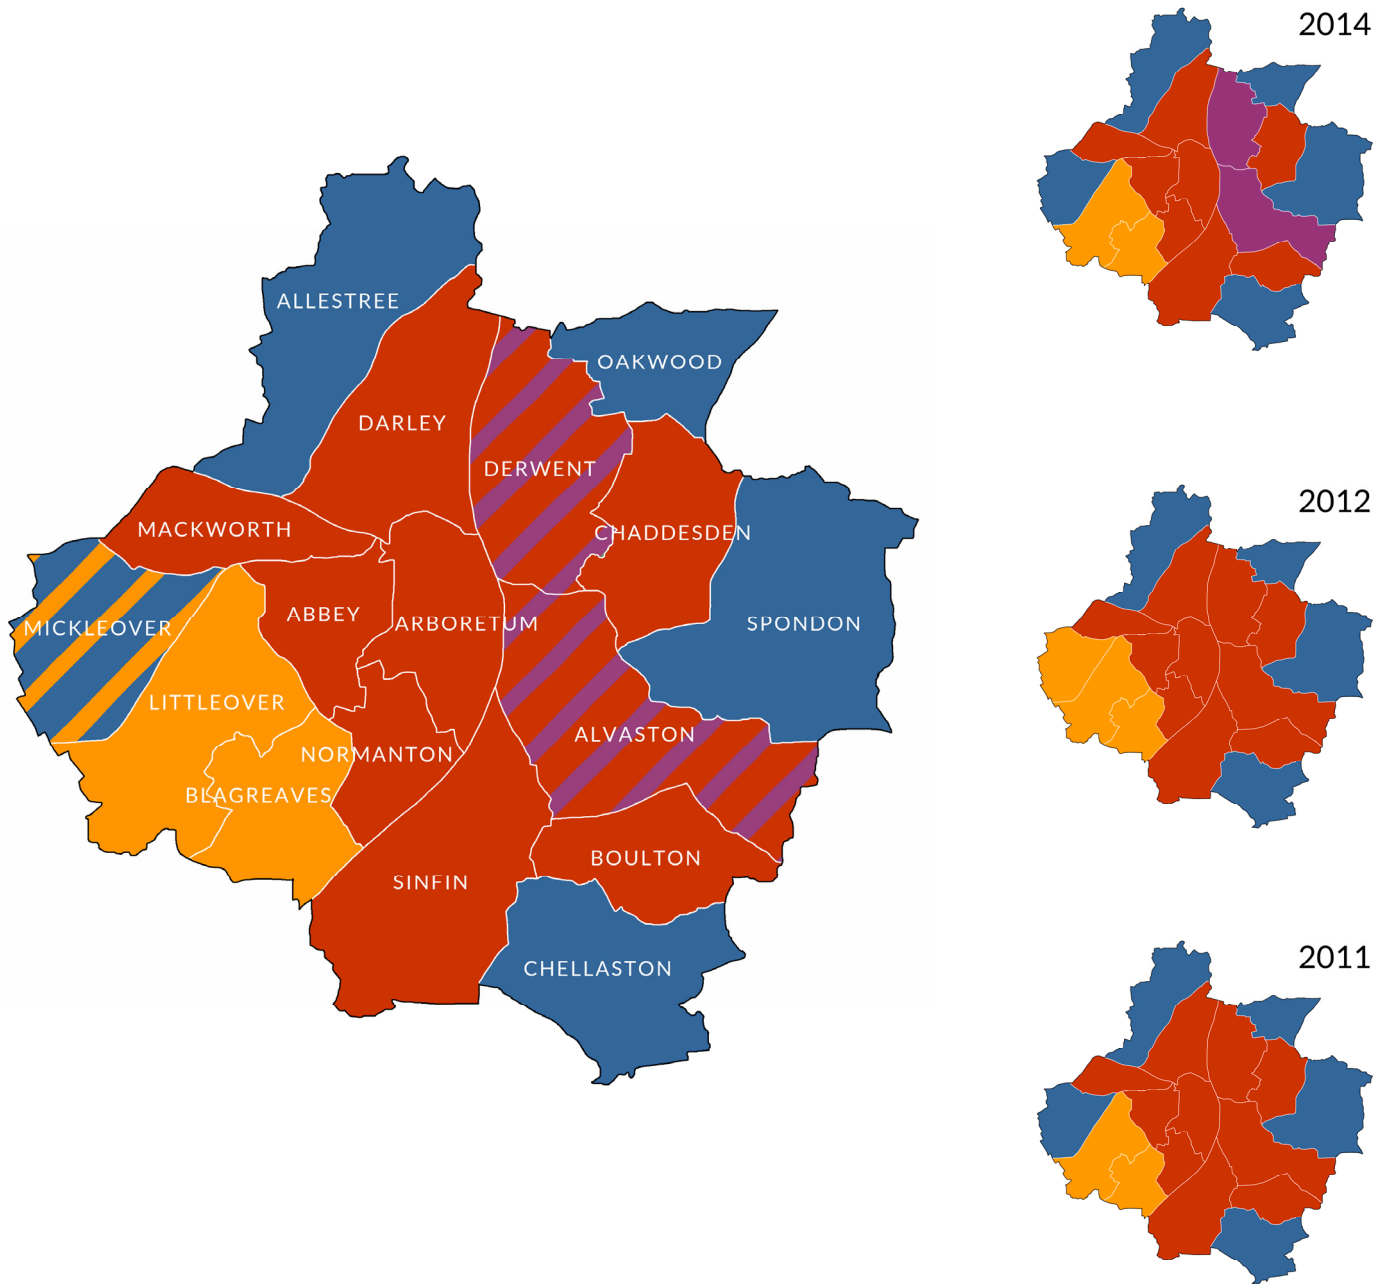 2014
ALLESTREE
OAKWOOD
DARLEY
DERWENT
MACKWORTH
CHADDESDEN
ABBEY
ARBORETUM
MICKLEOVER
SPONDON
LITTLEOVER
ALVASTON
NORMANTON
BLAGREAVES
BOULTON
SINFIN
CHELLASTON
2012
2011